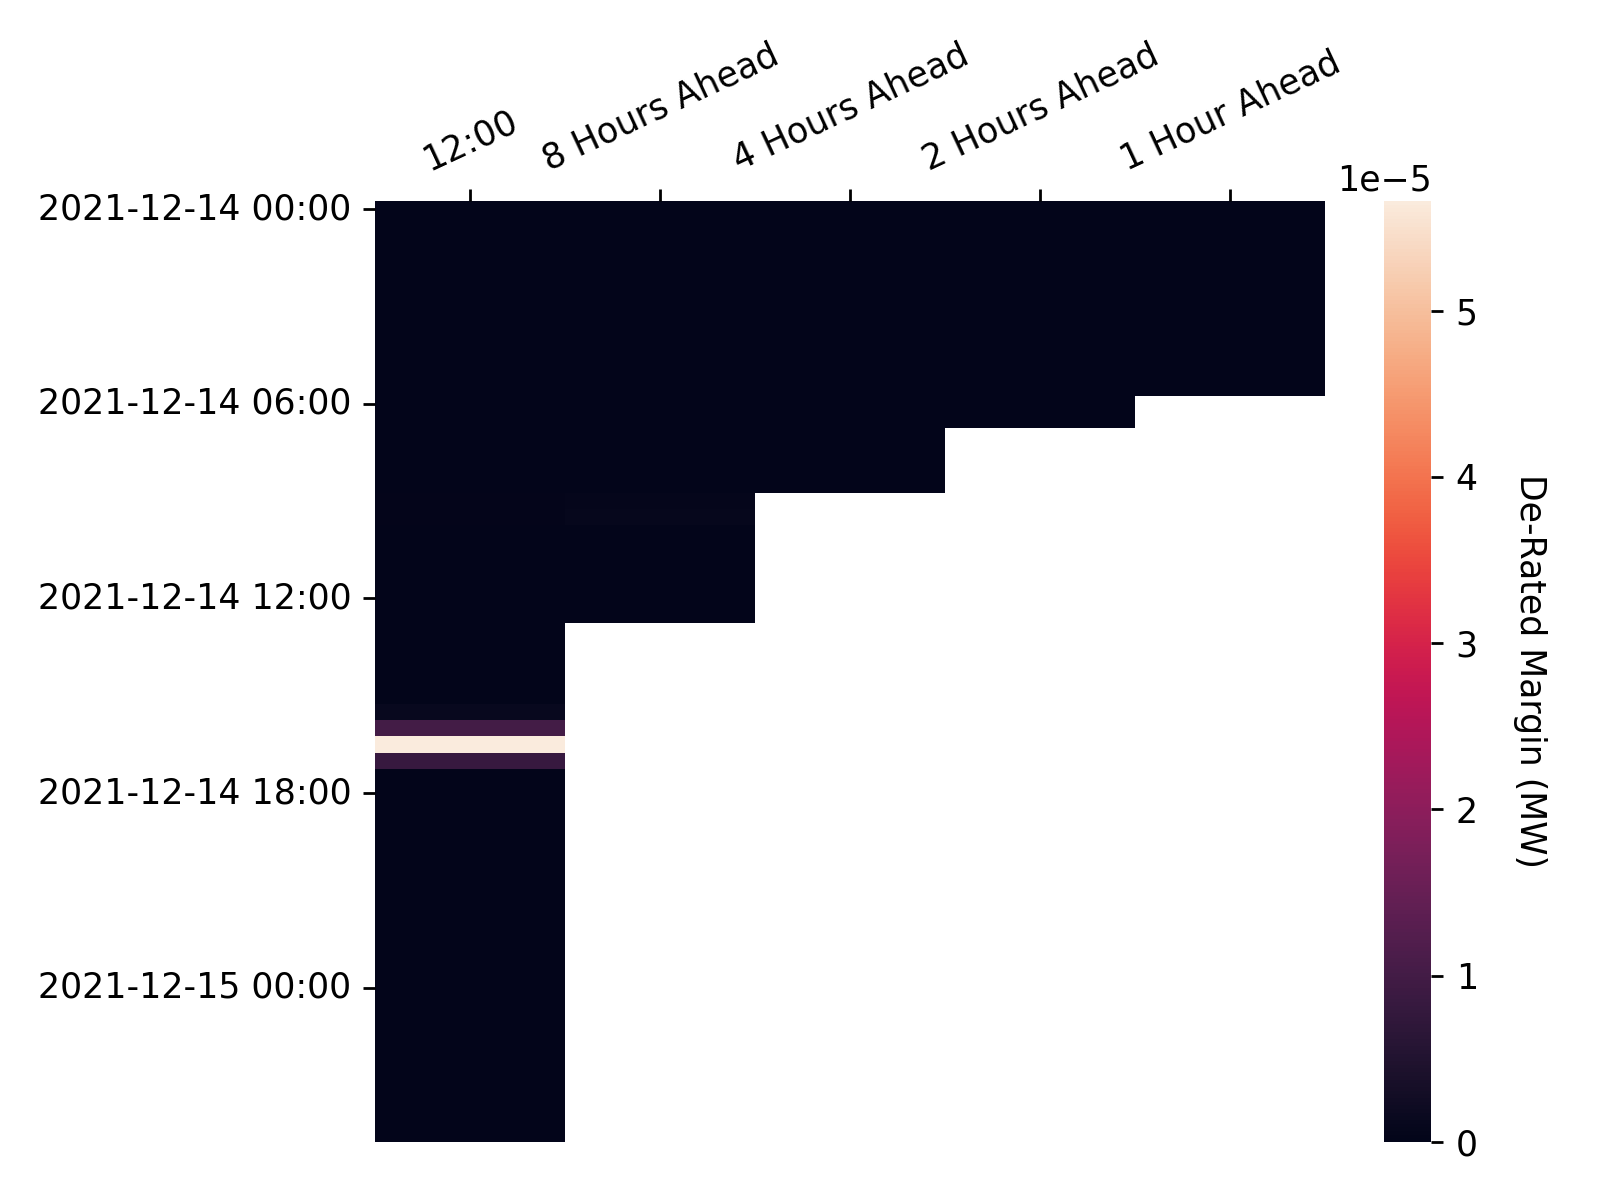 12:00
8 Hours Ahead
4 Hours Ahead
2 Hours Ahead
1 Hour Ahead
1e−5
2021-12-14 00:00
2021-12-14 06:00
2021-12-14 12:00
2021-12-14 18:00
2021-12-15 00:00
5
4
3
2
1
0
De-Rated Margin (MW)